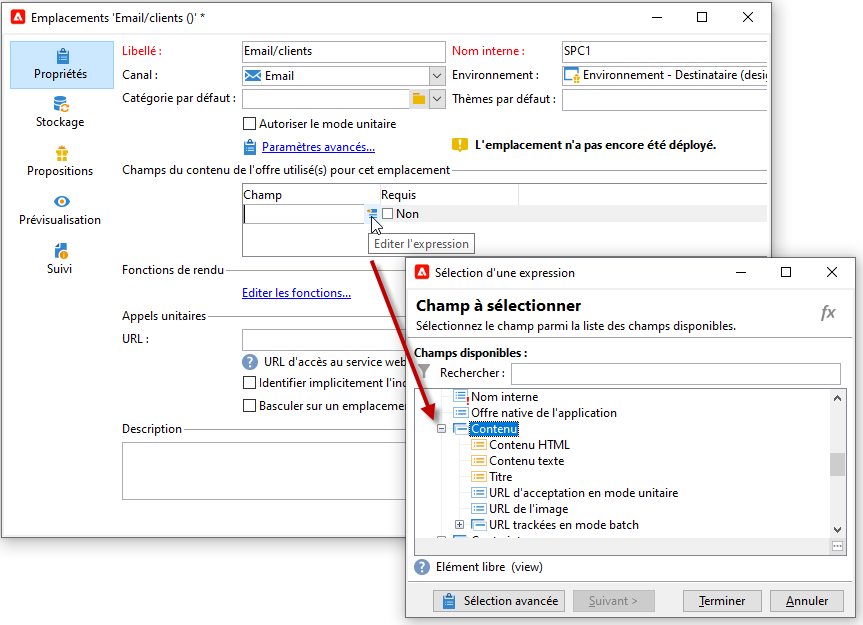 Emplacements 'Email/clients ()' *
Propriétés
Stockage
Propositions
Prévisualisation
Suivi
Libellé : Email/clients Nom interne : SPC1
Canal : Email Environnement : Environnement - Destinataire
Catégorie par défaut : Thèmes par défaut :
Autoriser le mode unitaire
Paramètres avancés... L'emplacement n'a pas encore été déployé.
Champs du contenu de l'offre utilisé(s) pour cet emplacement
Champ Requis
Non
Editer l'expression
Fonctions de rendu
Editer les fonctions...
Appels unitaires
URL :
URL d'accès au service web
Identifier implicitement
Basculer sur un
Description
Sélection d'une expression
Champ à sélectionner
Sélectionnez le champ parmi la liste des champs disponibles.
fx
Champs disponibles :
Rechercher :
Nom interne
Offre native de l'application
Contenu
Contenu HTML
Contenu texte
Titre
URL d'acceptation en mode unitaire
URL de l'image
URL trackées en mode batch
Elément libre (view)
Sélection avancée Suivant > Terminer Annuler